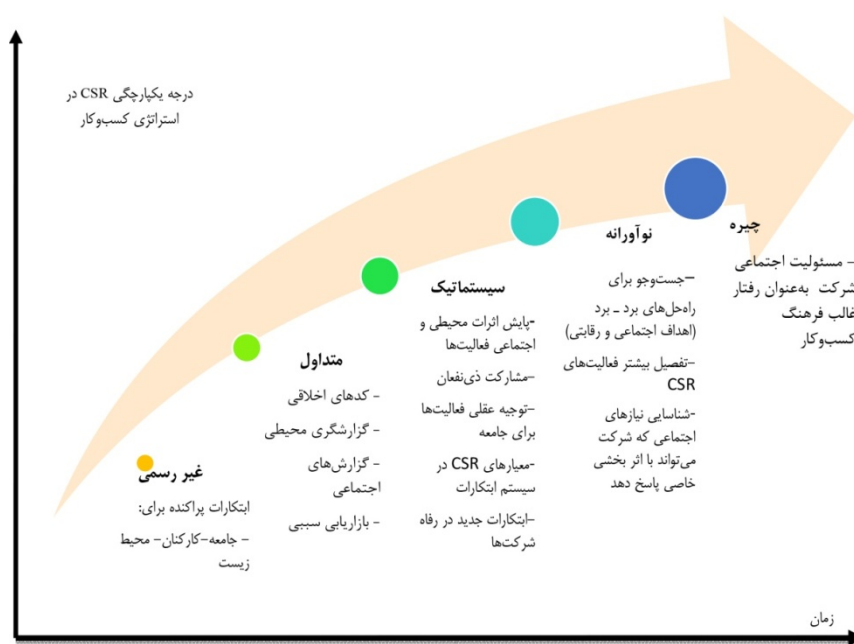 درجه یکپارچگی CSR در
استراتژی کسب‌وکار
غیر رسمی
ابتکارات پراکنده برای:
- جامعه-کارکنان- محیط
زیست
متداول
- کدهای اخلاقی
- گزارشگری محیطی
- گزارش‌های
اجتماعی
- بازاریابی سببی
سیستماتیک
-پایش اثرات محیطی و
اجتماعی فعالیت‌ها
-مشارکت ذی‌نفعان
-توجیه عقلی فعالیت‌ها
برای جامعه
-معیارهای CSR در
سیستم ابتکارات
-ابتکارات جدید در رفاه
شرکت‌ها
نوآورانه
-جست‌وجو برای
راه‌حل‌های برد ـ برد
(اهداف اجتماعی و رقابتی)
-تفصیل بیشتر فعالیت‌های
CSR
-شناسایی نیازهای
اجتماعی که شرکت
می‌تواند با اثر بخشی
خاصی پاسخ دهد
چیره
- مسئولیت اجتماعی
شرکت به‌عنوان رفتار
غالب فرهنگ
کسب‌وکار
زمان